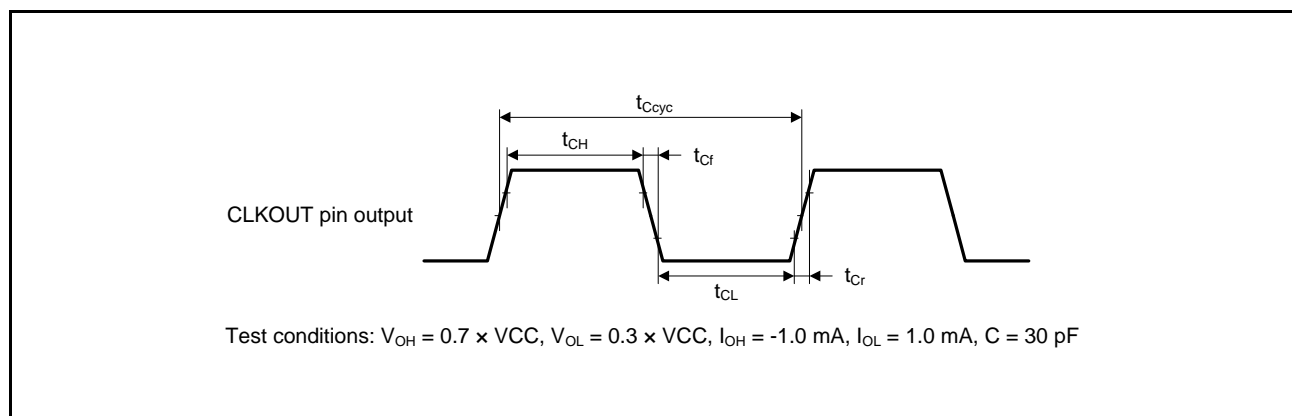 tCcyc
tCH
tCf
CLKOUT pin output
tCL
tCr
Test conditions: VOH = 0.7 × VCC, VOL = 0.3 × VCC, IOH = -1.0 mA, IOL = 1.0 mA, C = 30 pF